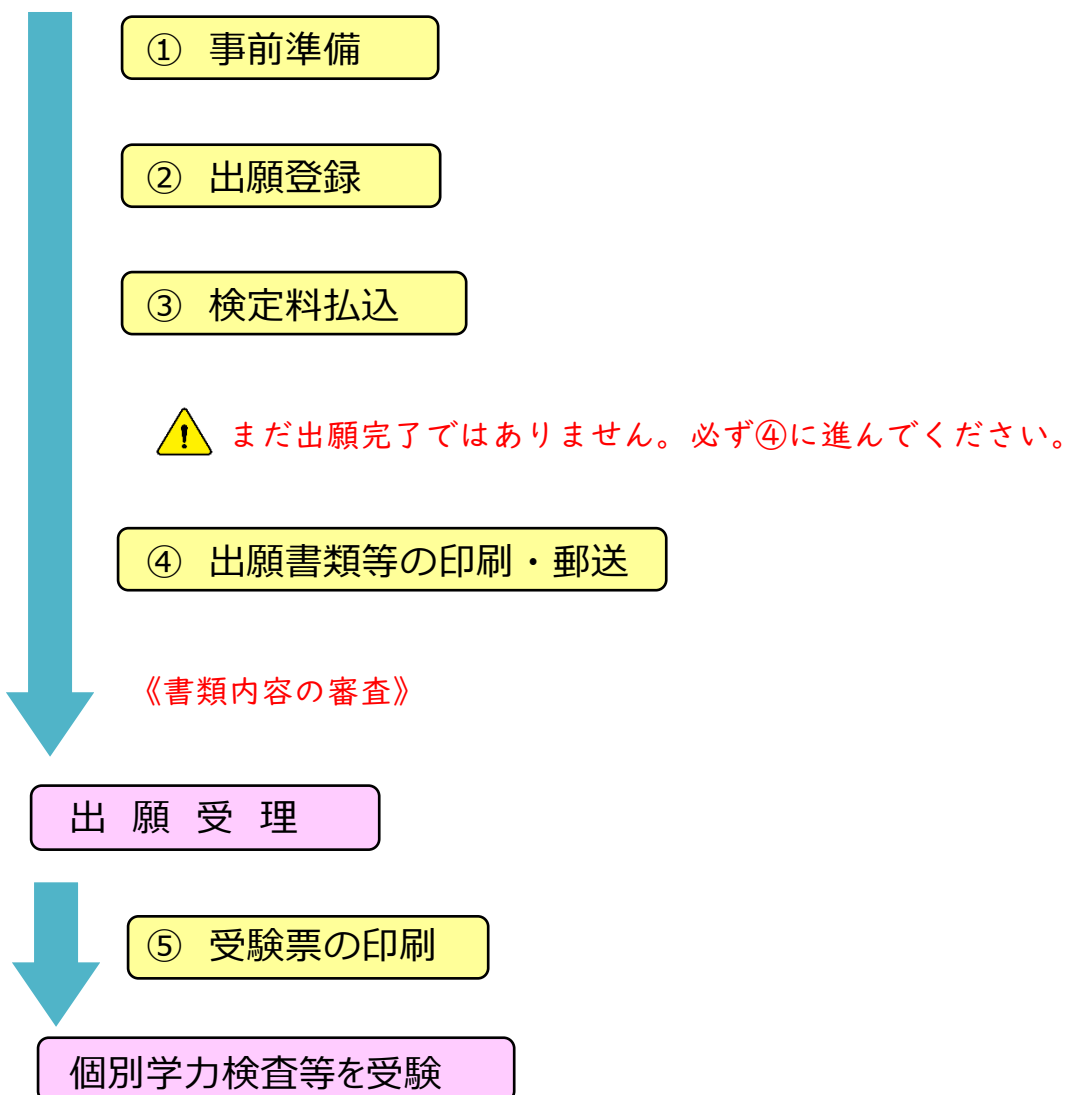 ① 事前準備
② 出願登録
③ 検定料払込
まだ出願完了ではありません。必ず④に進んでください。
④ 出願書類等の印刷・郵送
《書類内容の審査》
出 願 受 理
⑤ 受験票の印刷
個別学力検査等を受験